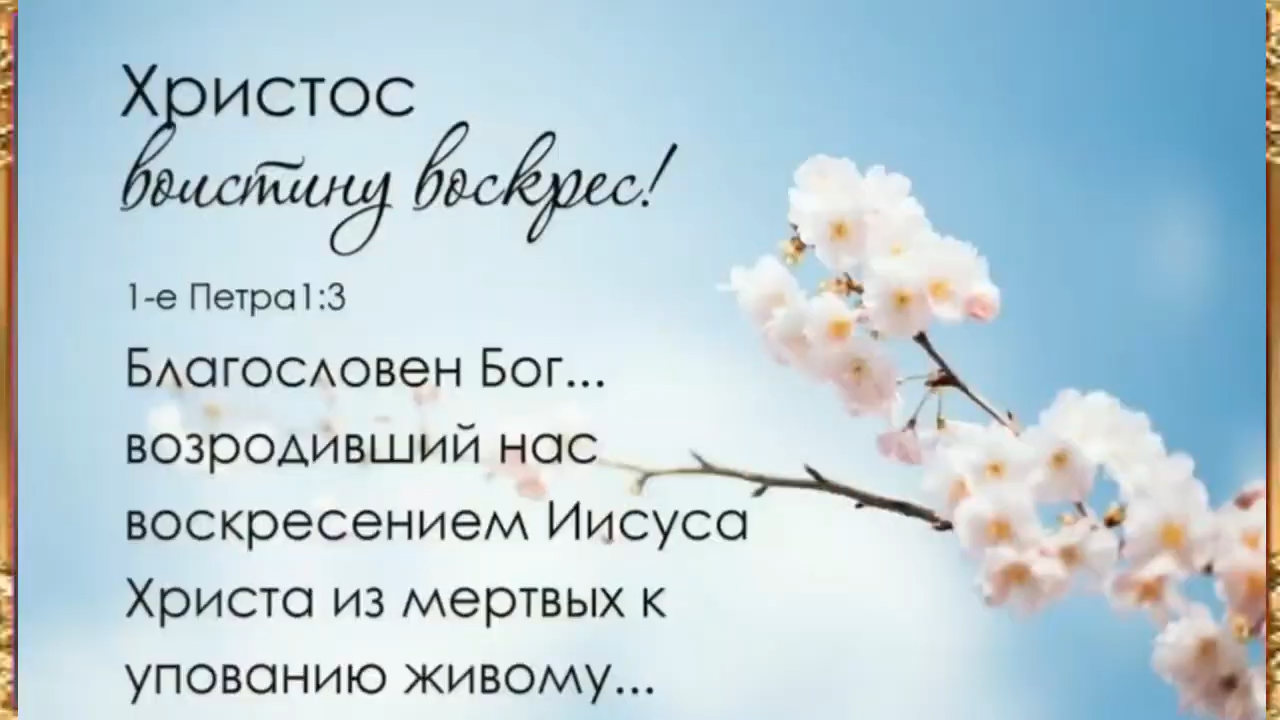 Христос
воистину воскрес!
1-е Петра1:3
Благословен Бог...
возродивший нас
воскресением Иисуса
Христа из мертвых к
упованию живому...